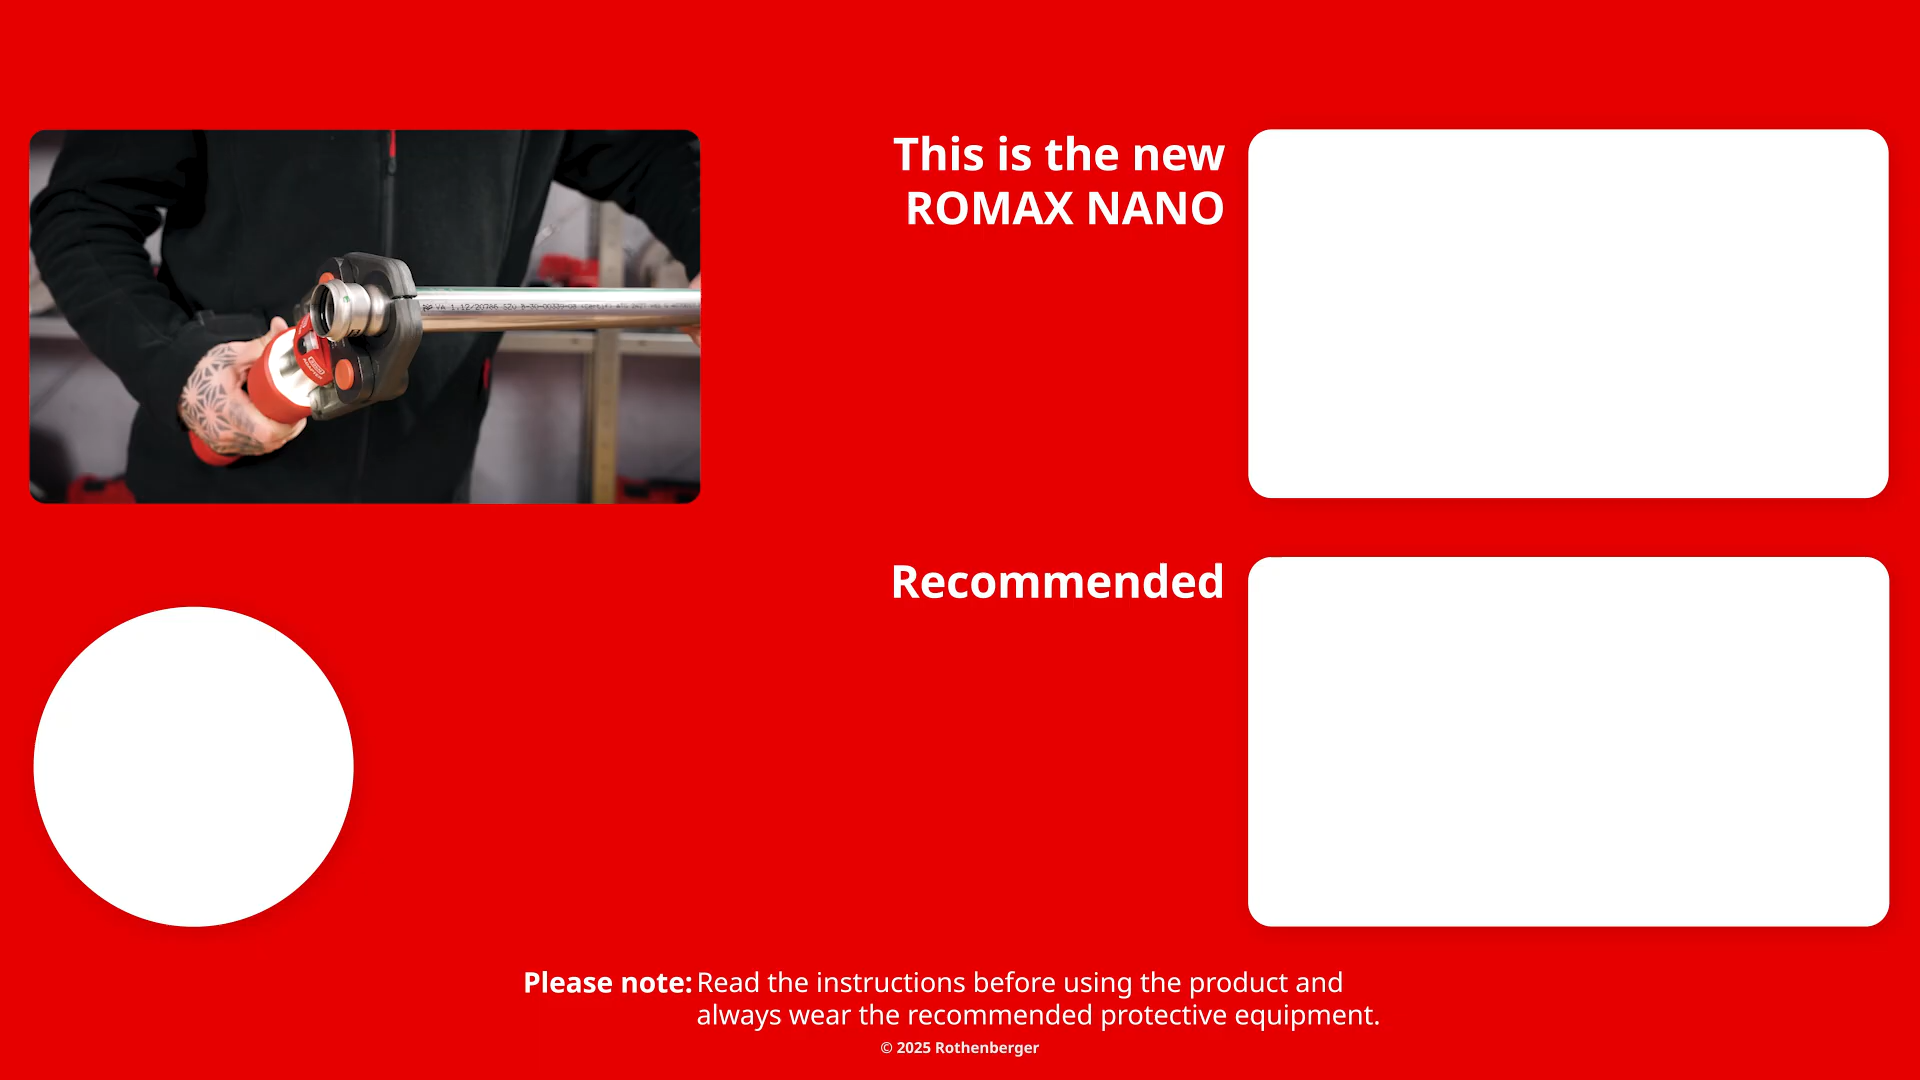 This is the new
ROMAX NANO
Recommended
Please note: Read the instructions before using the product and
always wear the recommended protective equipment.
© 2025 Rothenberger